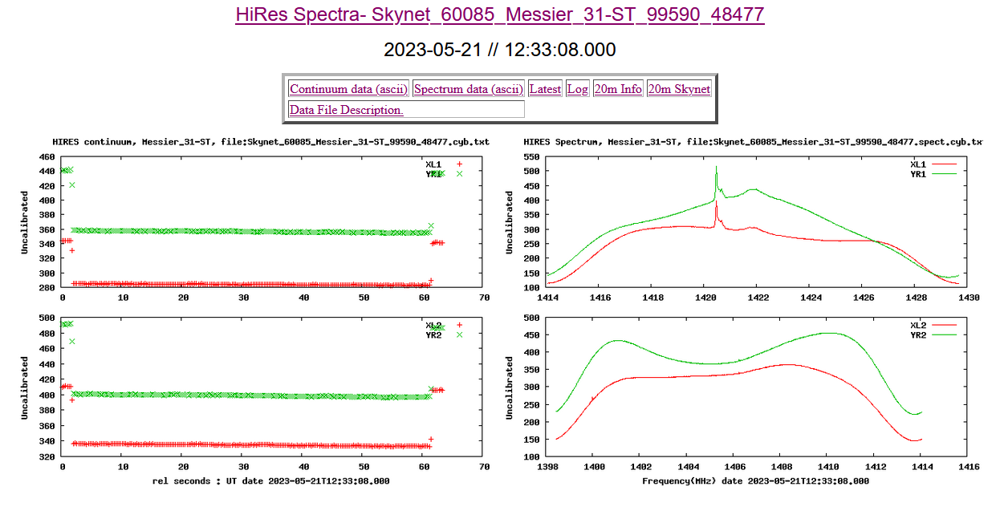 HiRes Spectra- Skynet_60085_Messier_31-ST_99590_48477
2023-05-21 // 12:33:08.000
Continuum data (ascii) Spectrum data (ascii) Latest Log 20m Info 20m Skynet
Data File Description.
HIRES continuum, Messier_31-ST, file:Skynet_60085_Messier_31-ST_99590_48477.cyb.txt
460
440
420
400
380
360
340
320
300
280
Uncalibrated
XL1
YR1
0 10 20 30 40 50 60 70
HIRES Spectrum, Messier_31-ST, file:Skynet_60085_Messier_31-ST_99590_48477.spect.cyb.tx
550
500
450
400
350
300
250
200
150
100
Uncalibrated
XL1
YR1
1414 1416 1418 1420 1422 1424 1426 1428 1430
500
480
460
440
420
400
380
360
340
320
Uncalibrated
XL2
YR2
0 10 20 30 40 50 60 70
rel seconds : UT date 2023-05-21T12:33:08.000
500
450
400
350
300
250
200
150
100
Uncalibrated
XL2
YR2
1398 1400 1402 1404 1406 1408 1410 1412 1414 1416
Frequency(MHz) date 2023-05-21T12:33:08.000